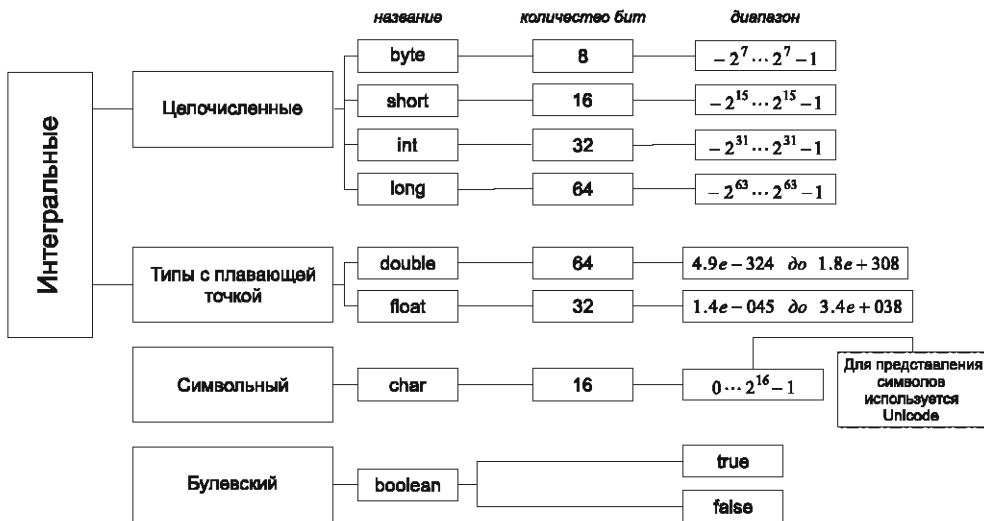 название количество бит диапазон
Интегральные
Целочисленные
byte 8 − 2^7 ⋯ 2^7 − 1
short 16 − 2^15 ⋯ 2^15 − 1
int 32 − 2^31 ⋯ 2^31 − 1
long 64 − 2^63 ⋯ 2^63 − 1
Типы с плавающей
точкой
double 64 4.9e − 324 до 1.8e + 308
float 32 1.4e − 045 до 3.4e + 038
Символьный char 16 0 ⋯ 2^16 − 1
Для представления
символов
используется
Unicode
Булевский boolean
true
false